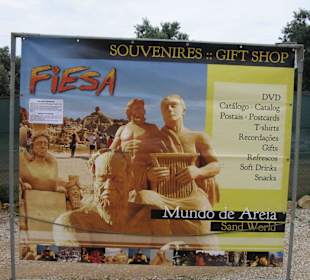 SOUVENIRES :: GIFT SHOP
FiESA
DVD
Catálogo - Catalog
Postais - Postcards
T-shirts
Recordações
Gifts
Refrescos
Soft Drinks
Snacks
Mundo de Areia
Sand World